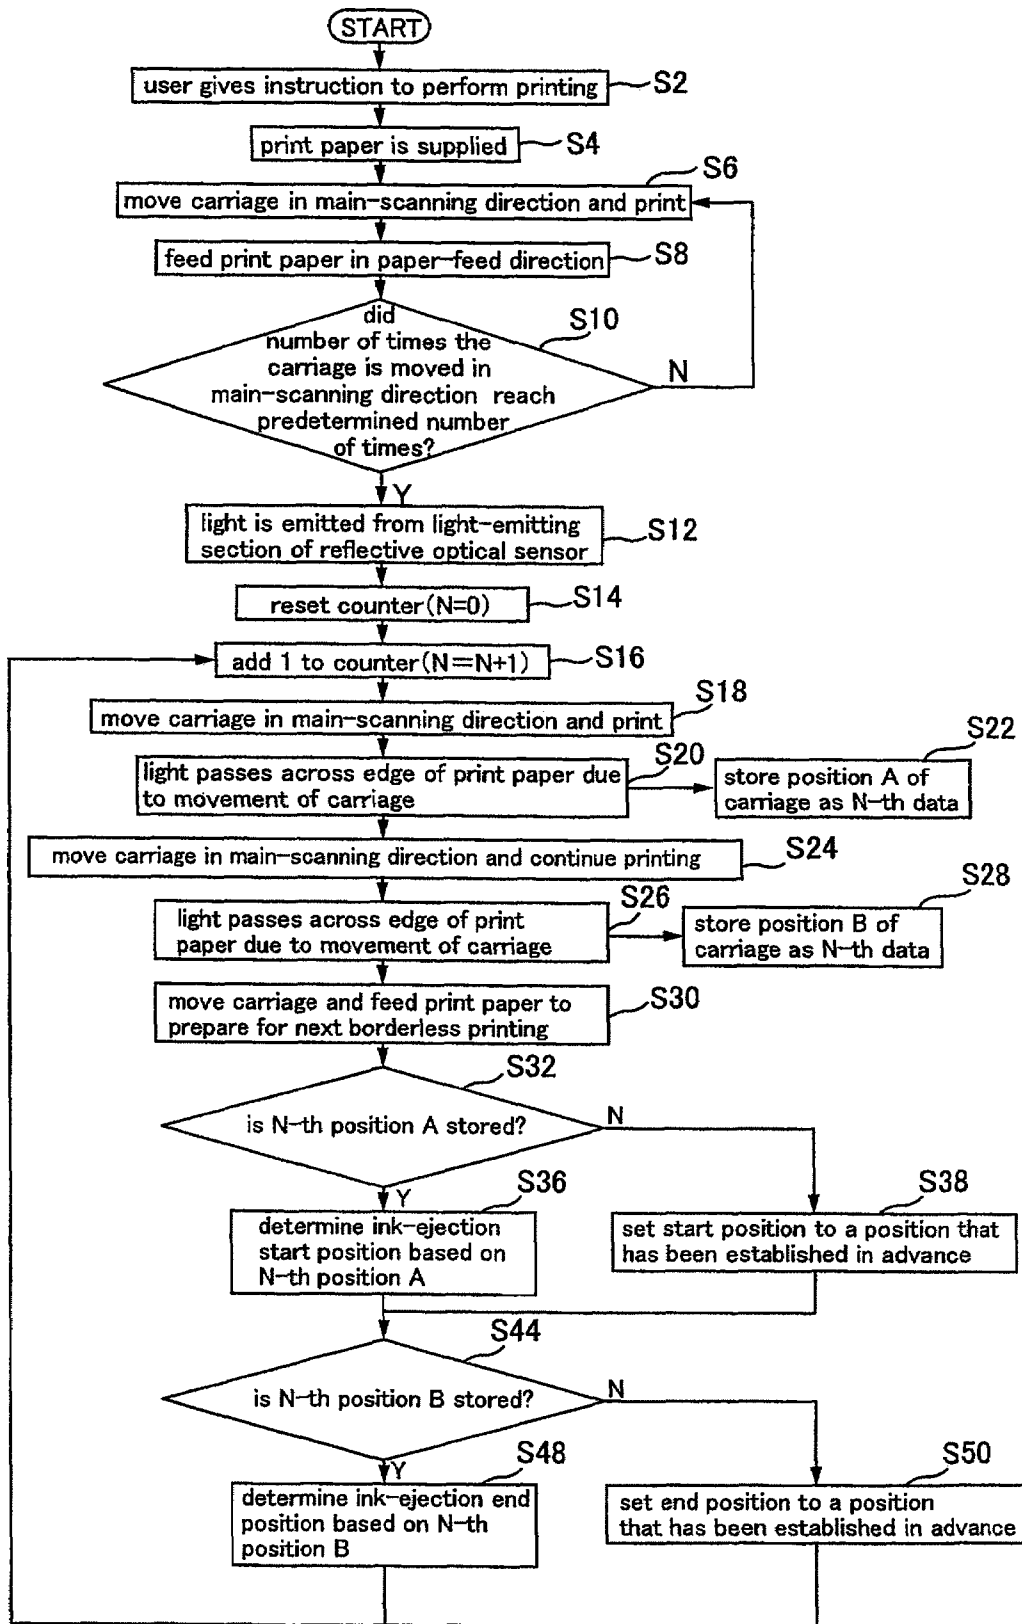 START
user gives instruction to perform printing
S2
print paper is supplied
S4
S6
move carriage in main-scanning direction and print
feed print paper in paper-feed direction
S8
did
number of times the
carriage is moved in
main-scanning direction reach
predetermined number
of times?
S10
N
Y
light is emitted from light-emitting
section of reflective optical sensor
S12
reset counter(N=0)
S14
add 1 to counter(N=N+1)
S16
S18
move carriage in main-scanning direction and print
S20
light passes across edge of print paper due
to movement of carriage
S22
store position A of
carriage as N-th data
move carriage in main-scanning direction and continue printing
S24
S26
light passes across edge of print
paper due to movement of carriage
S28
store position B of
carriage as N-th data
move carriage and feed print paper to
prepare for next borderless printing
S30
S32
is N-th position A stored?
N
Y
S36
determine ink-ejection
start position based on
N-th position A
S38
set start position to a position that
has been established in advance
S44
is N-th position B stored?
N
Y
S48
determine ink-ejection end
position based on N-th
position B
S50
set end position to a position
that has been established in advance